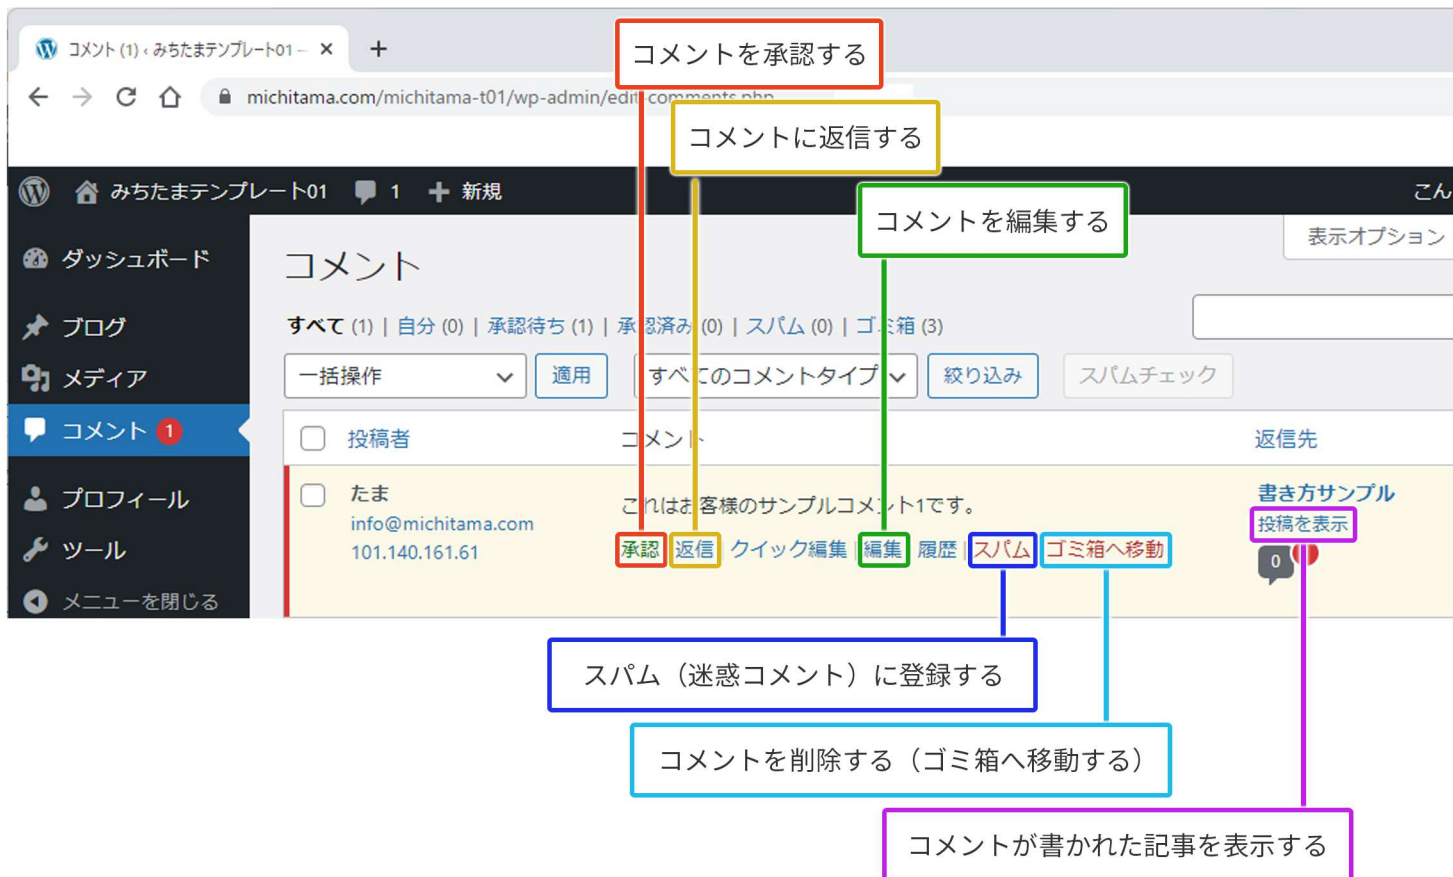 コメント (1) ‹ みちたまテンプレート01 —
コメントを承認する
michitama.com/michitama-t01/wp-admin/edit-comments.php
コメントに返信する
みちたまテンプレート01 1 新規 こん
コメントを編集する
表示オプション
ダッシュボード
ブログ
メディア
コメント 1
プロフィール
ツール
メニューを閉じる
コメント
すべて (1) | 自分 (0) | 承認待ち (1) | 承認済み (0) | スパム (0) | ゴミ箱 (3)
一括操作 適用 すべてのコメントタイプ 絞り込み スパムチェック
投稿者 コメント 返信先
たま
info@michitama.com
101.140.161.61
これはお客様のサンプルコメント1です。
承認 返信 | クイック編集 | 編集 履歴 | スパム ゴミ箱へ移動
書き方サンプル
投稿を表示
0
スパム（迷惑コメント）に登録する
コメントを削除する（ゴミ箱へ移動する）
コメントが書かれた記事を表示する